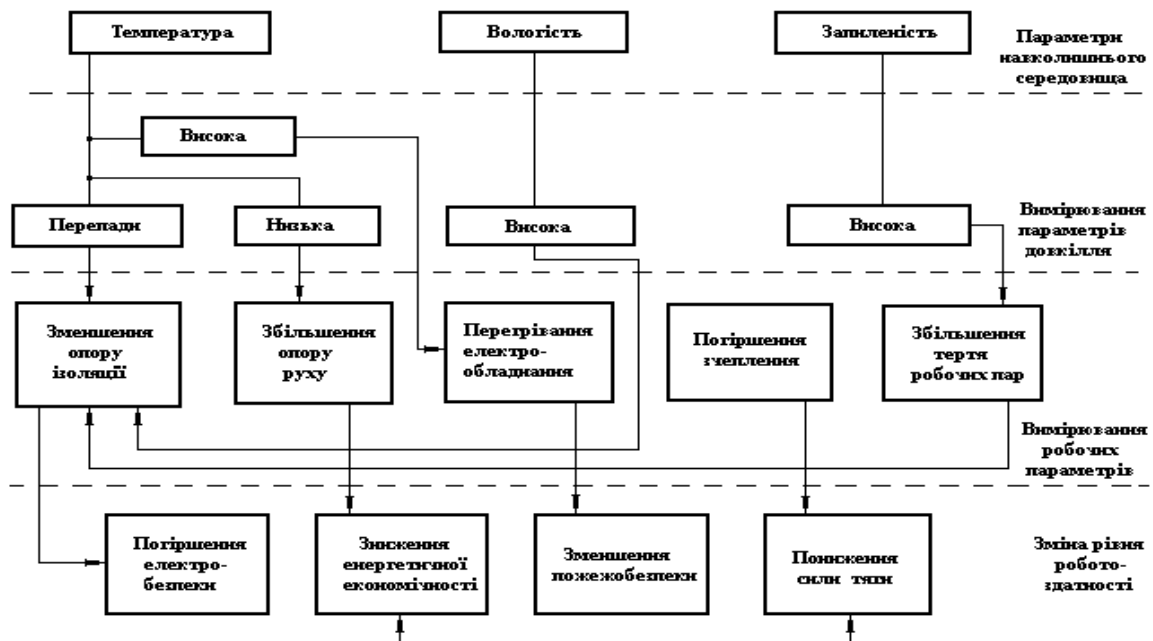 Температура
Вологість
Запиленість
Параметри
навколишнього
середовища
Висока
Перепади
Низька
Висока
Висока
Вимірювання
параметрів
довкілля
Зменшення
опору
ізоляції
Збільшення
опору
руху
Перегрівання
електро-
обладнання
Погіршення
зчеплення
Збільшення
тертя
робочих пар
Вимірювання
робочих
параметрів
Погіршення
електро-
безпеки
Зниження
енергетичної
економічності
Зменшення
пожежобезпеки
Пониження
сили тяги
Зміна рівня
робото-
здатності